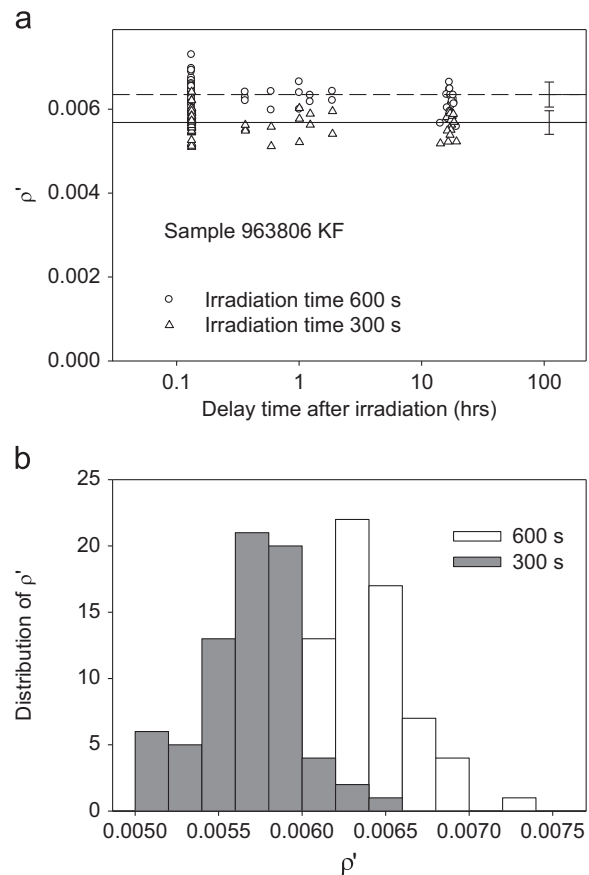 a
0.006
0.004
0.002
0.000
ρ'
Sample 963806 KF
Irradiation time 600 s
Irradiation time 300 s
0.1 1 10 100
Delay time after irradiation (hrs)
b
25
20
15
10
5
0
Distribution of ρ'
600 s
300 s
0.0050 0.0055 0.0060 0.0065 0.0070 0.0075
ρ'